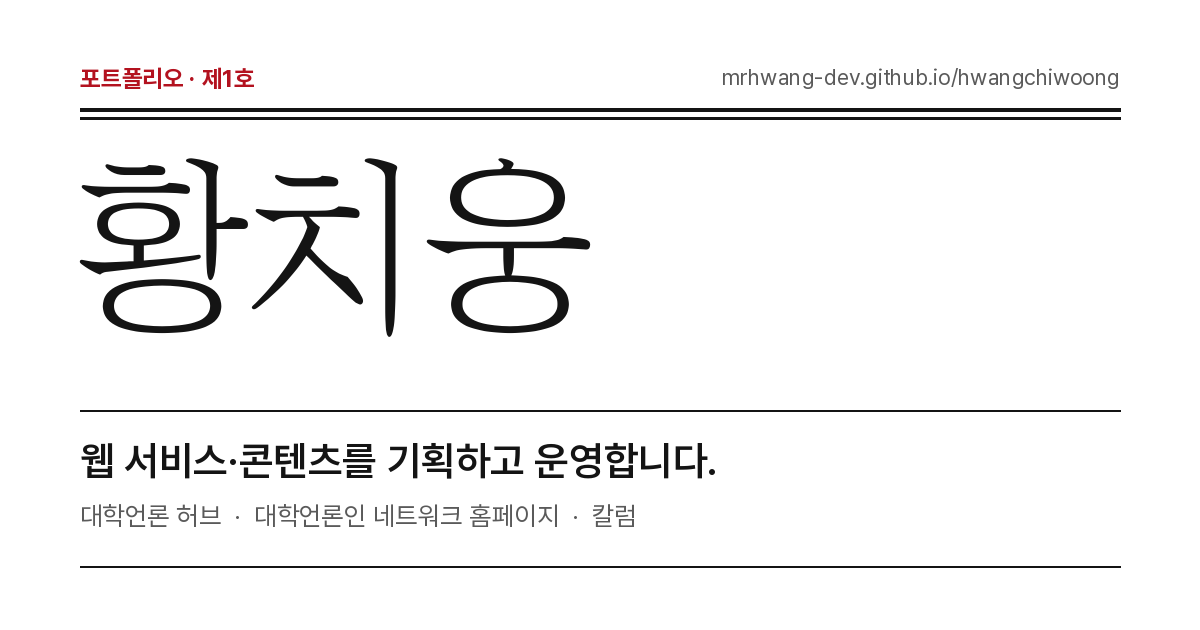 포트폴리오 · 제1호
mrhwang-dev.github.io/hwangchiwoong
황치웅
웹 서비스·콘텐츠를 기획하고 운영합니다.
대학언론 허브 · 대학언론인 네트워크 홈페이지 · 칼럼